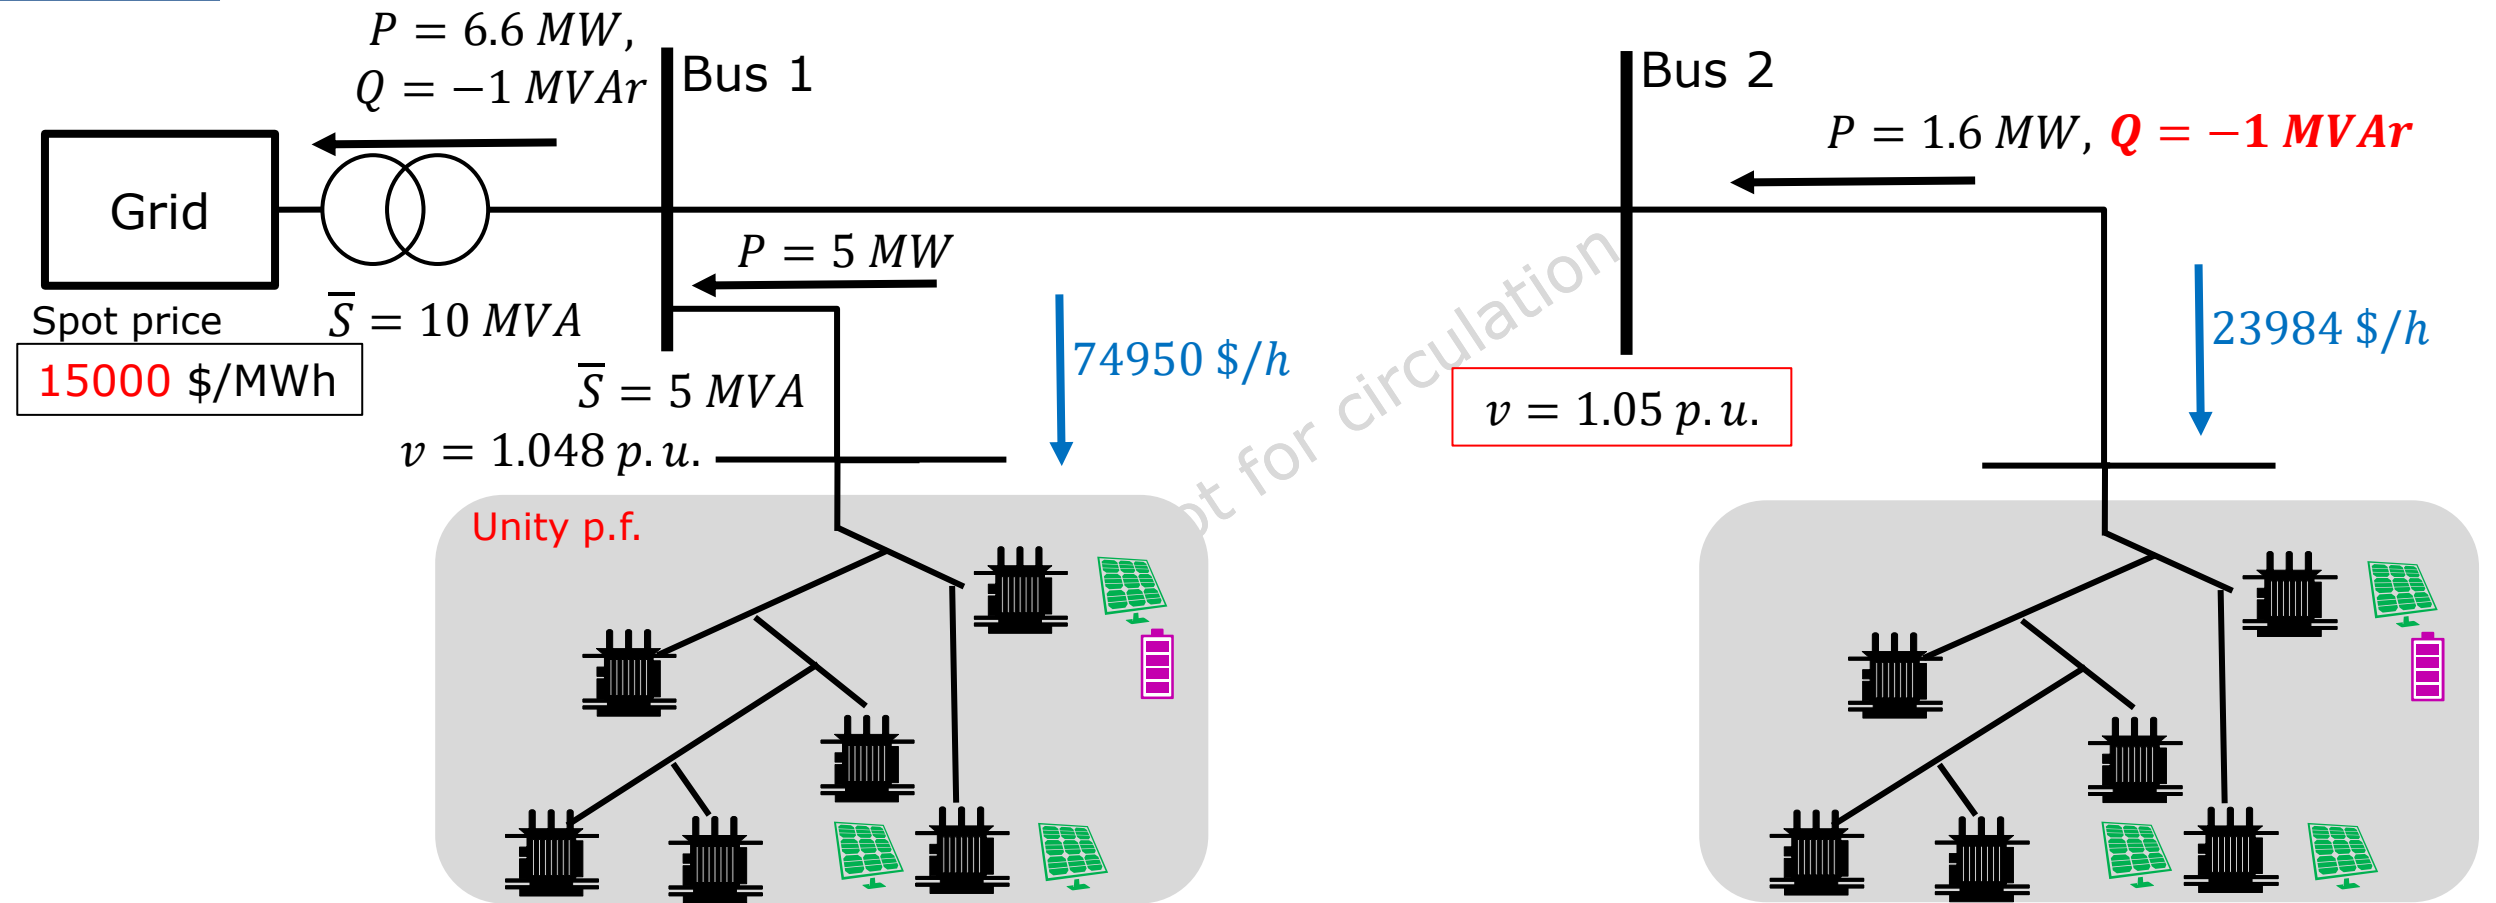 P = 6.6 MW,
Q = −1 MVAr
Bus 1
Bus 2
P = 1.6 MW, Q = −1 MVAr
Grid
P = 5 MW
Spot price
15000 $/MWh
S̅ = 10 MVA
74950 $/h
23984 $/h
S̅ = 5 MVA
v = 1.048 p.u.
v = 1.05 p.u.
for circulation
Unity p.f.